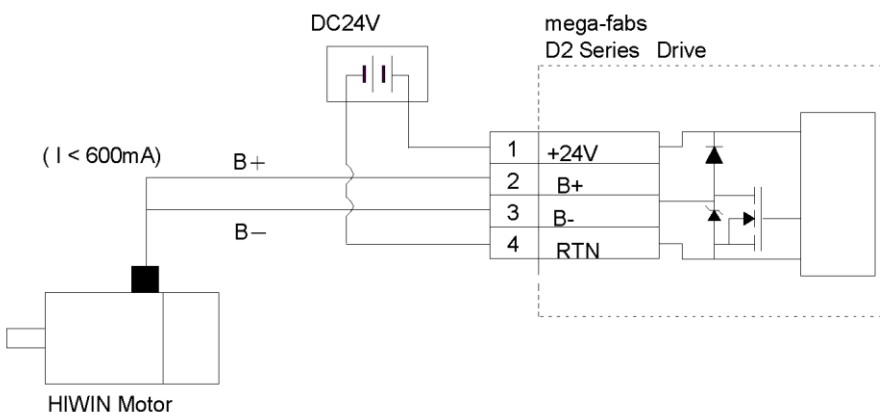 DC24V
mega-fabs
D2 Series Drive
( I < 600mA)
B+
B−
1 +24V
2 B+
3 B-
4 RTN
HIWIN Motor